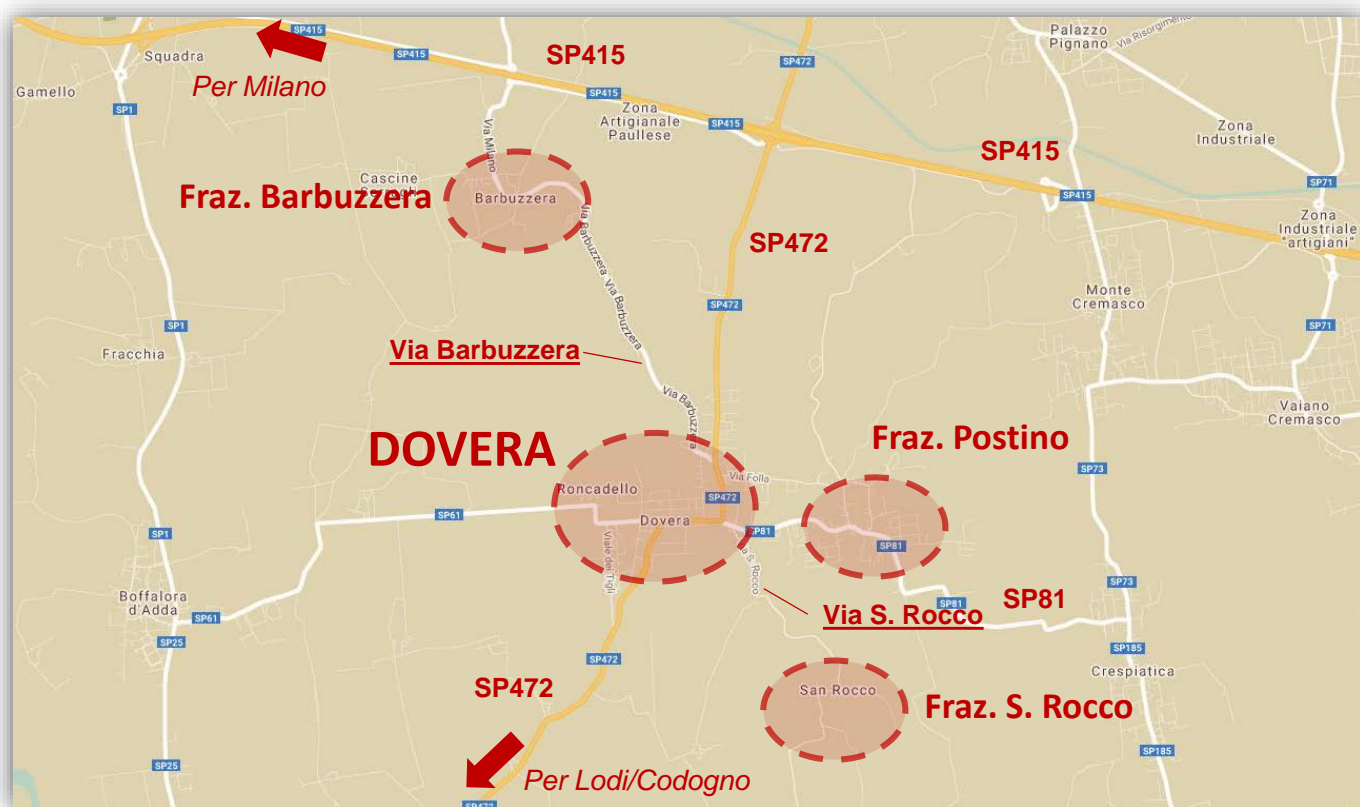 SP415
SP472
Palazzo
Pignano
Via Risorgimento
Squadra
SP415
SP415
Per Milano
Gamello
SP1
SP415
Zona
Artigianale
Paullese
SP415
Zona
Industriale
Via Milano
SP415
SP71
Cascine
Fraz. Barbuzzera
Barbuzzera
SP415
Zona
Industriale
"artigiani"
Via Barbuzzera
Via Barbuzzera
SP472
SP472
Monte
Cremasco
SP1
SP71
Fracchia
Via Barbuzzera
Via Barbuzzera
Vaiano
Cremasco
DOVERA
Fraz. Postino
SP73
Via Folla
Roncadello
SP472
SP61
Dovera
SP81
SP1
SP81
Viale dei Tigli
S. Rocco
SP73
Boffalora
d'Adda
SP61
SP81
SP81
Via S. Rocco
SP25
SP185
SP472
Crespiatica
SP472
San Rocco
Fraz. S. Rocco
SP185
SP25
Per Lodi/Codogno
SP472